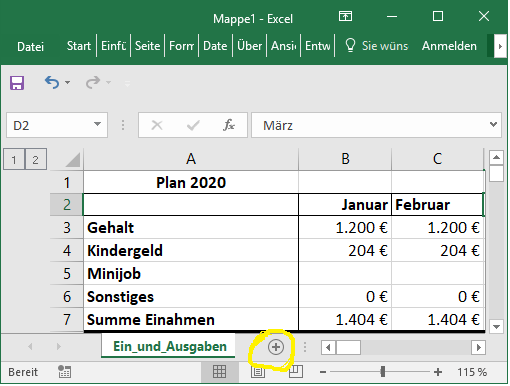 Mappe1 - Excel
Datei Start Einfü Seite Form Date Über Ansi Entw Sie wüns Anmelden
D2 fx März
1 2 A B C
1 Plan 2020
2 Januar Februar
3 Gehalt 1.200 € 1.200 €
4 Kindergeld 204 € 204 €
5 Minijob
6 Sonstiges 0 € 0 €
7 Summe Einahmen 1.404 € 1.404 €
Ein_und_Ausgaben
Bereit 115 %